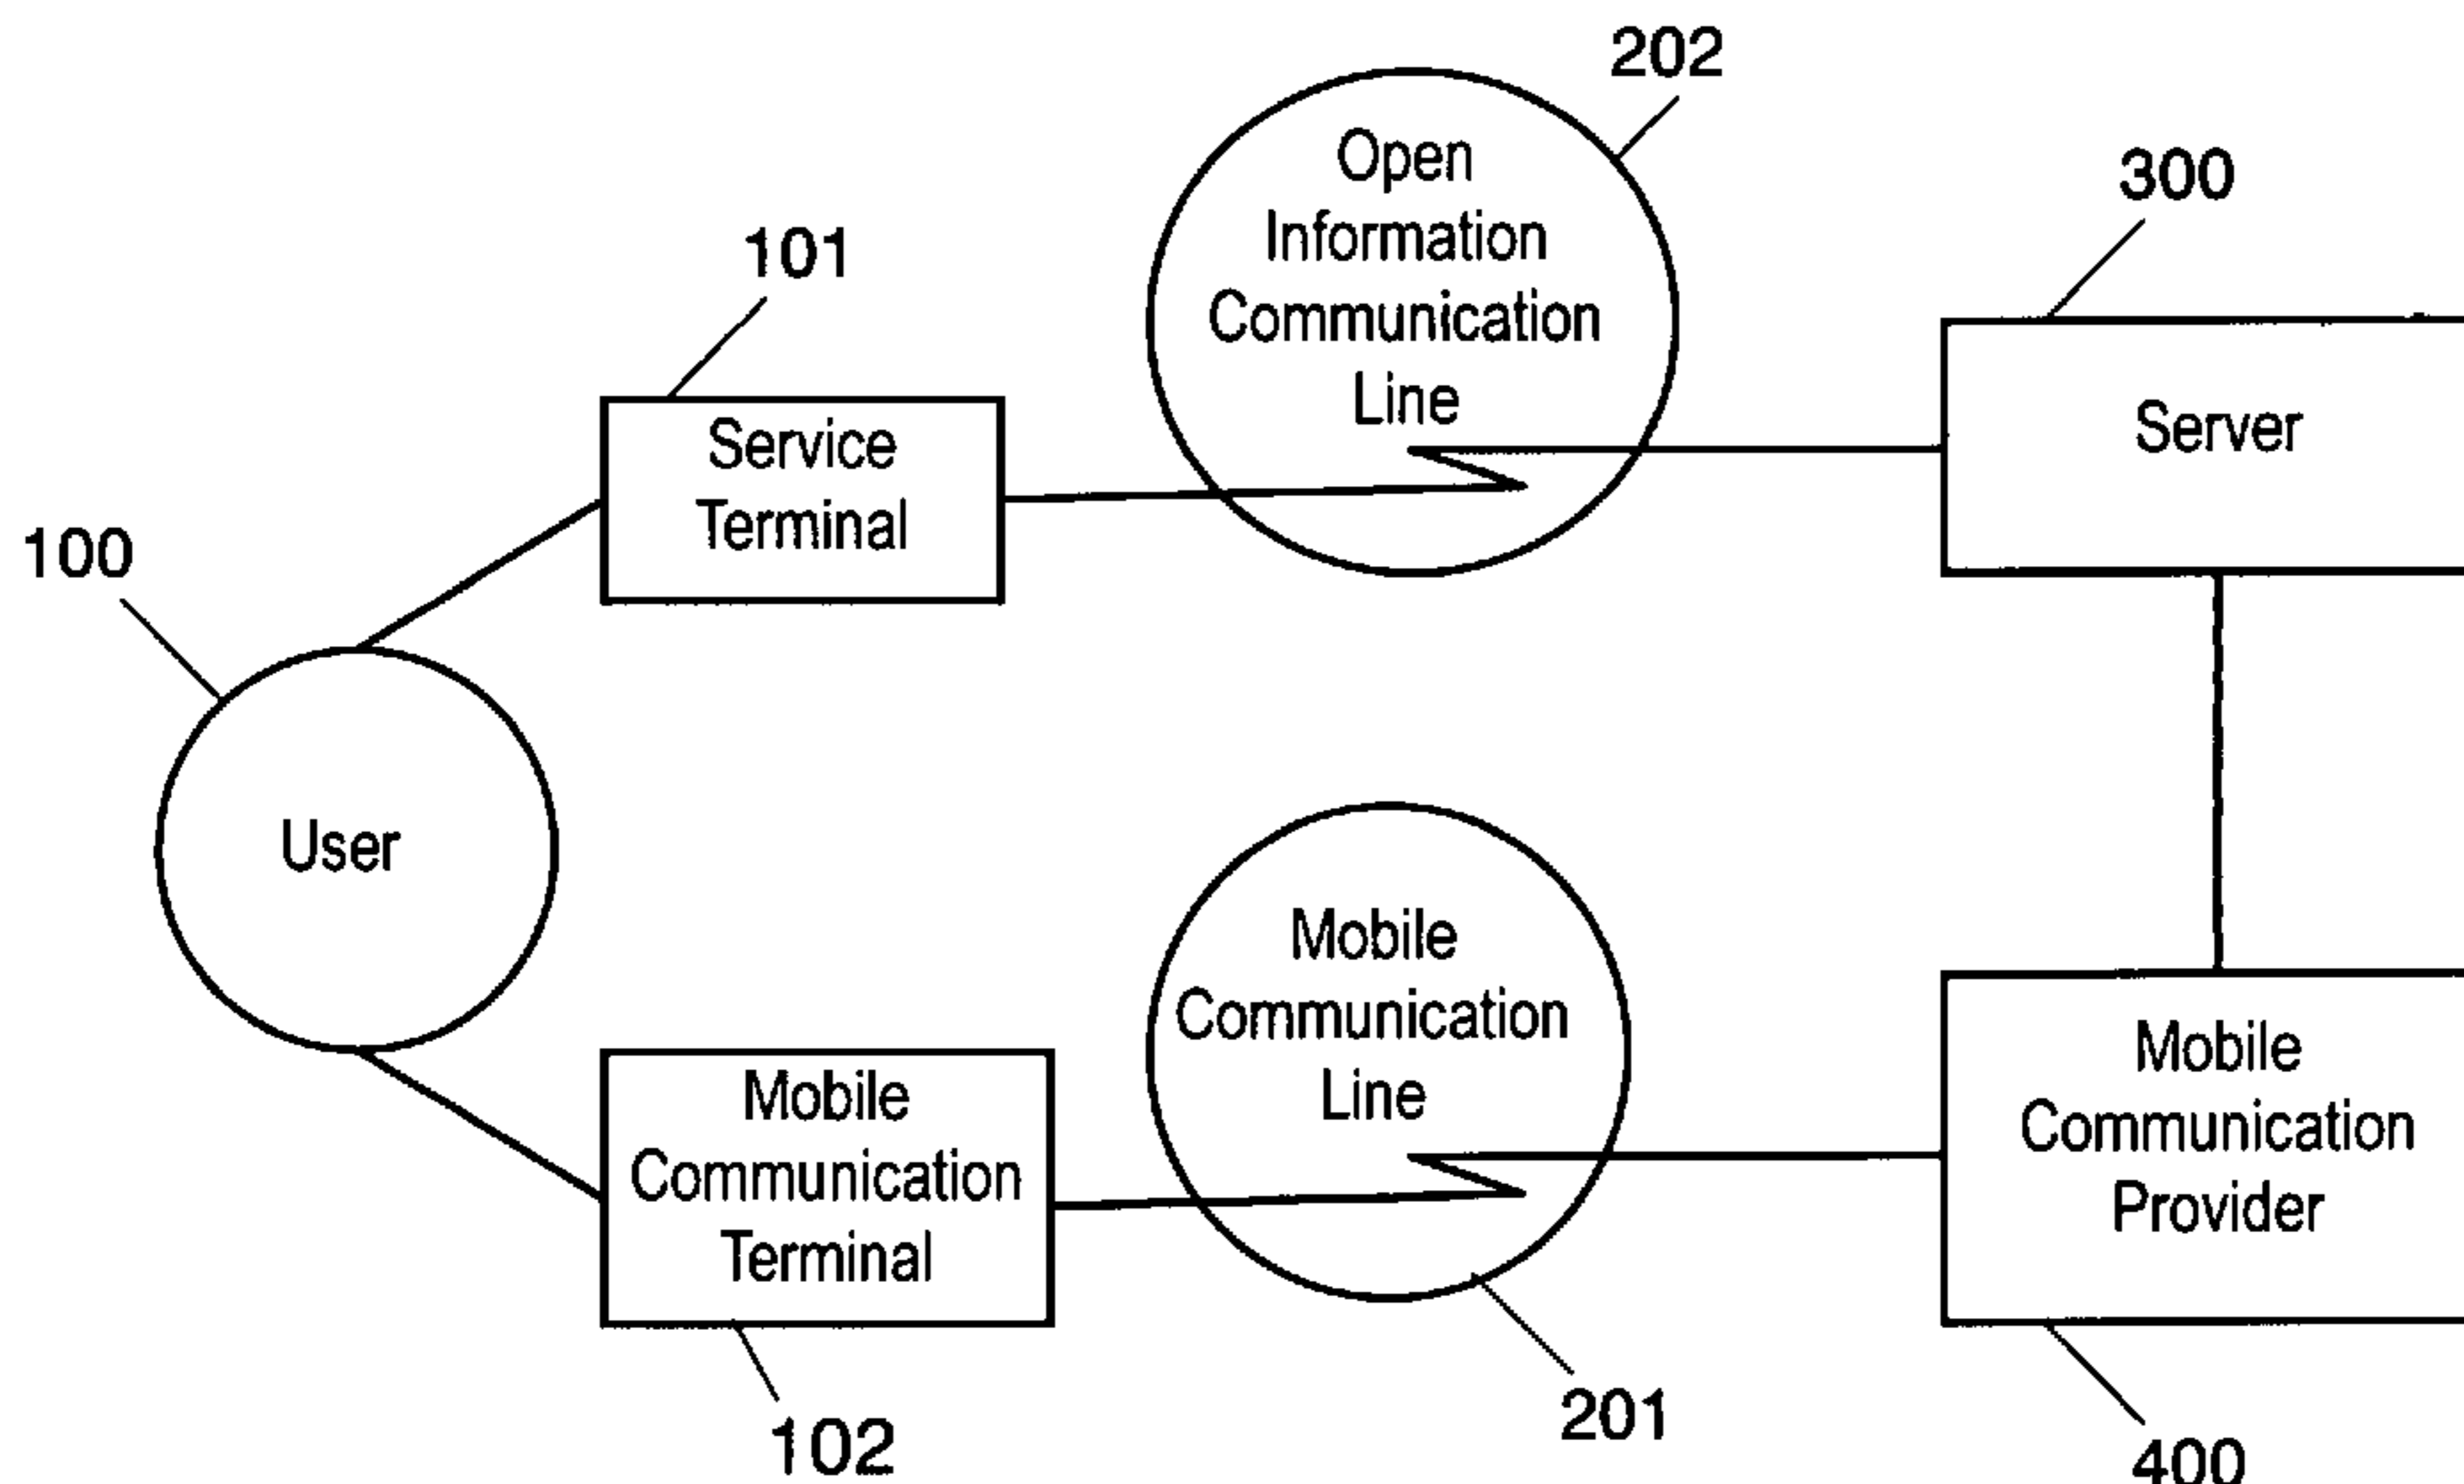 202
Open
Information
Communication
Line
300
Server
101
Service
Terminal
100
User
Mobile
Communication
Line
201
Mobile
Communication
Terminal
102
Mobile
Communication
Provider
400